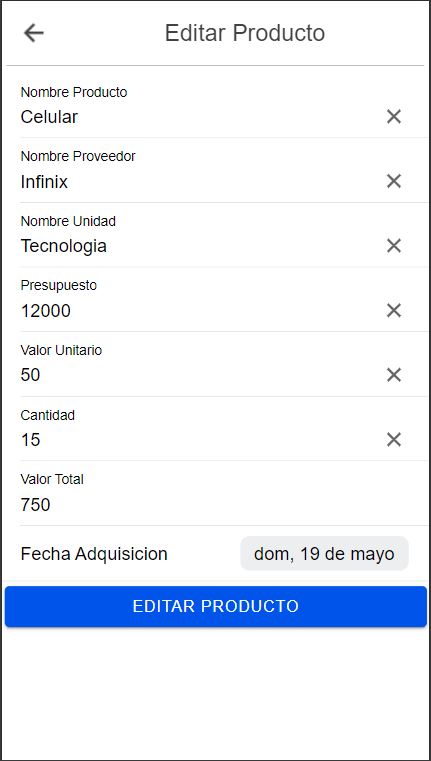 Editar Producto
Nombre Producto
Celular
Nombre Proveedor
Infinix
Nombre Unidad
Tecnologia
Presupuesto
12000
Valor Unitario
50
Cantidad
15
Valor Total
750
Fecha Adquisicion dom, 19 de mayo
EDITAR PRODUCTO